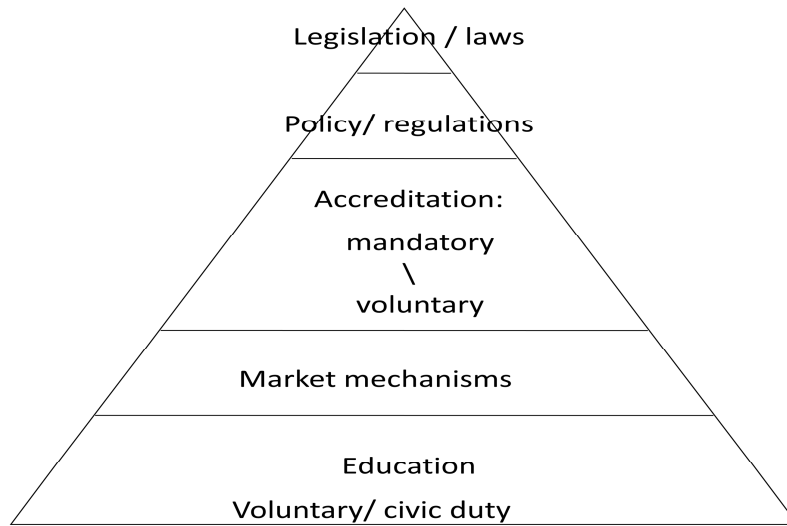 Legislation / laws
Policy/ regulations
Accreditation:
mandatory
\
voluntary
Market mechanisms
Education
Voluntary/ civic duty